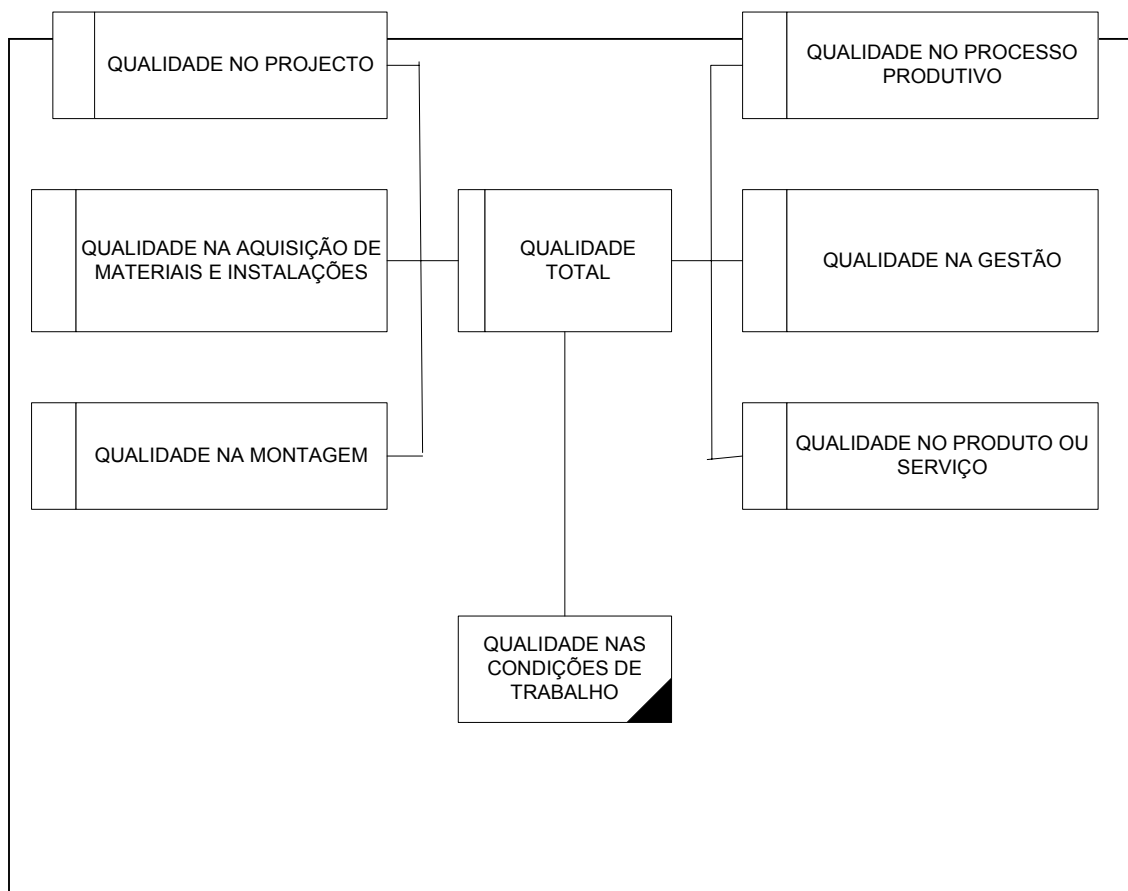 QUALIDADE NO PROJECTO
QUALIDADE NO PROCESSO
PRODUTIVO
QUALIDADE NA AQUISIÇÃO DE
MATERIAIS E INSTALAÇÕES
QUALIDADE
TOTAL
QUALIDADE NA GESTÃO
QUALIDADE NA MONTAGEM
QUALIDADE NO PRODUTO OU
SERVIÇO
QUALIDADE NAS
CONDIÇÕES DE
TRABALHO